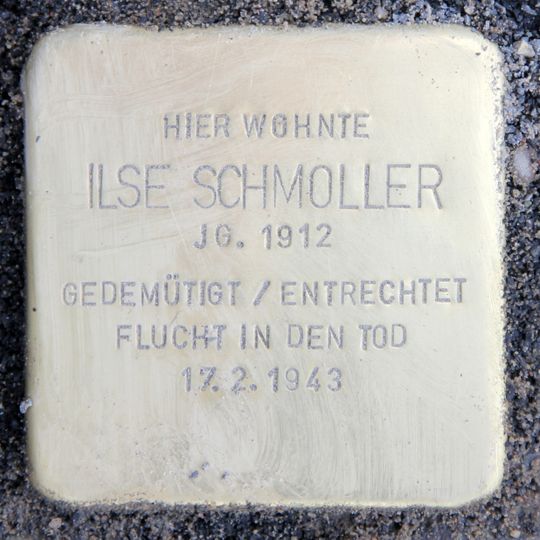 HIER WOHNTE
ILSE SCHMOLLER
JG. 1912
GEDEMÜTIGT / ENTRECHTET
FLUCHT IN DEN TOD
17. 2. 1943